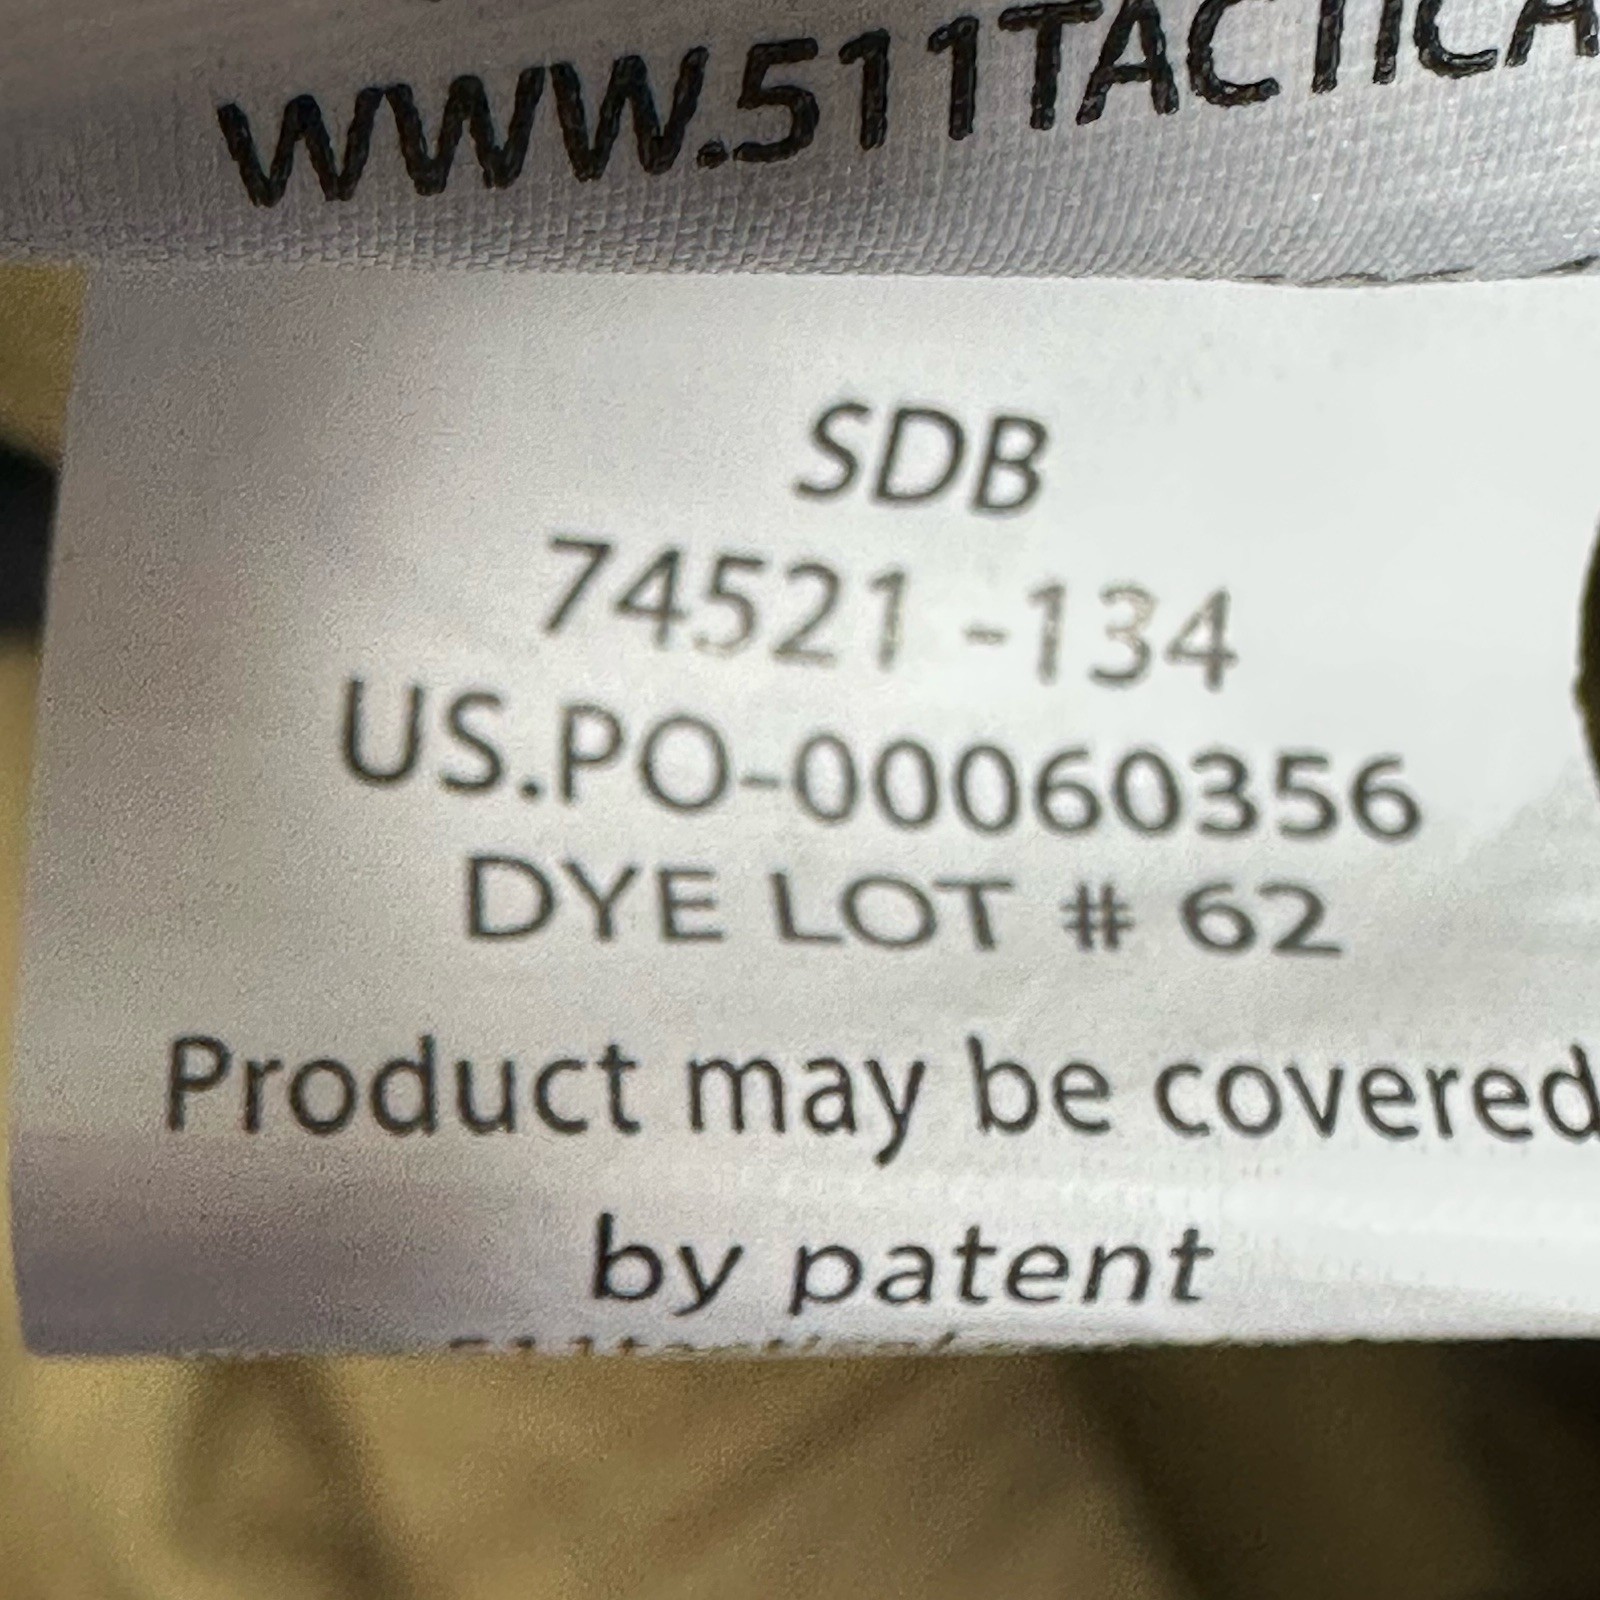 WWW.511TACTICA
SDB
74521 -134
US.PO-00060356
DYE LOT # 62
Product may be covered
by patent